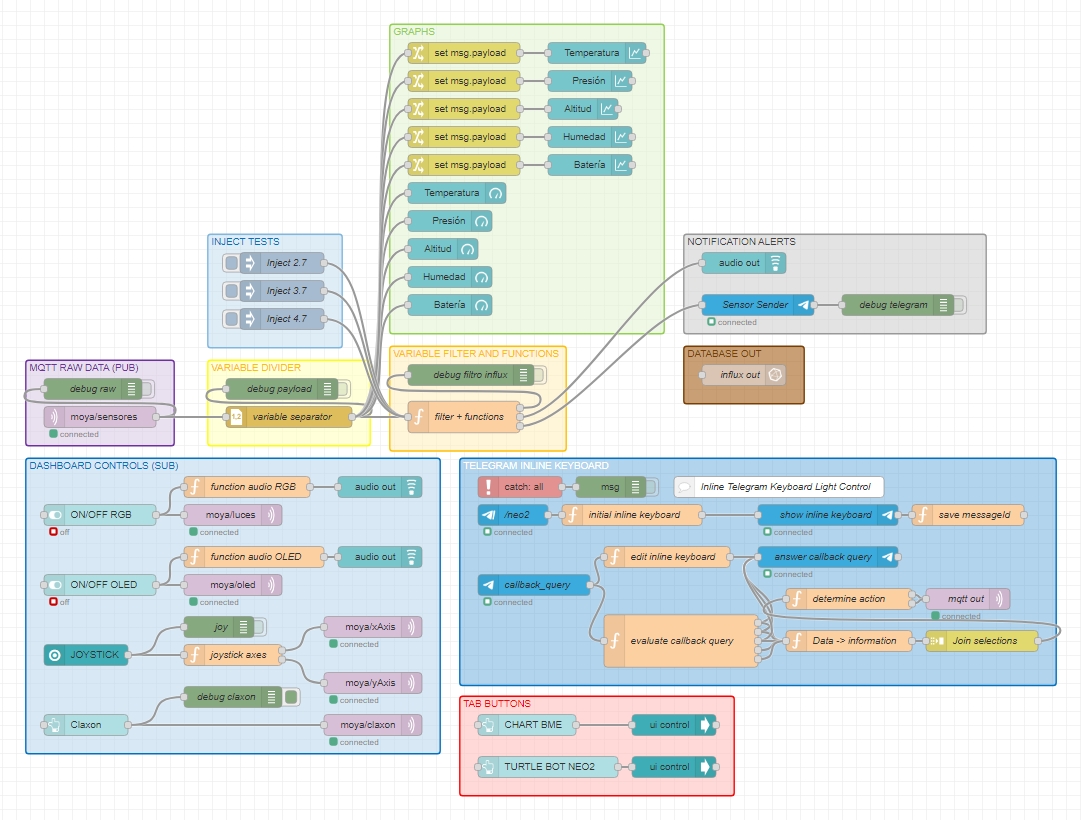 GRAPHS
set msg.payload
Temperatura
set msg.payload
Presión
set msg.payload
Altitud
set msg.payload
Humedad
set msg.payload
Batería
Temperatura
Presión
Altitud
Humedad
Batería
INJECT TESTS
Inject 2.7
Inject 3.7
Inject 4.7
NOTIFICATION ALERTS
audio out
Sensor Sender
connected
debug telegram
MQTT RAW DATA (PUB)
debug raw
moya/sensores
connected
VARIABLE DIVIDER
debug payload
1,2
variable separator
VARIABLE FILTER AND FUNCTIONS
debug filtro influx
filter + functions
DATABASE OUT
influx out
DASHBOARD CONTROLS (SUB)
function audio RGB
audio out
ON/OFF RGB
off
moya/luces
connected
function audio OLED
audio out
ON/OFF OLED
off
moya/oled
connected
joy
moya/xAxis
connected
JOYSTICK
joystick axes
moya/yAxis
connected
debug claxon
Claxon
moya/claxon
connected
TELEGRAM INLINE KEYBOARD
catch: all
msg
Inline Telegram Keyboard Light Control
/neo2
connected
initial inline keyboard
show inline keyboard
connected
save messageId
edit inline keyboard
answer callback query
connected
callback_query
connected
determine action
mqtt out
connected
evaluate callback query
Data -> information
Join selections
TAB BUTTONS
CHART BME
ui control
TURTLE BOT NEO2
ui control